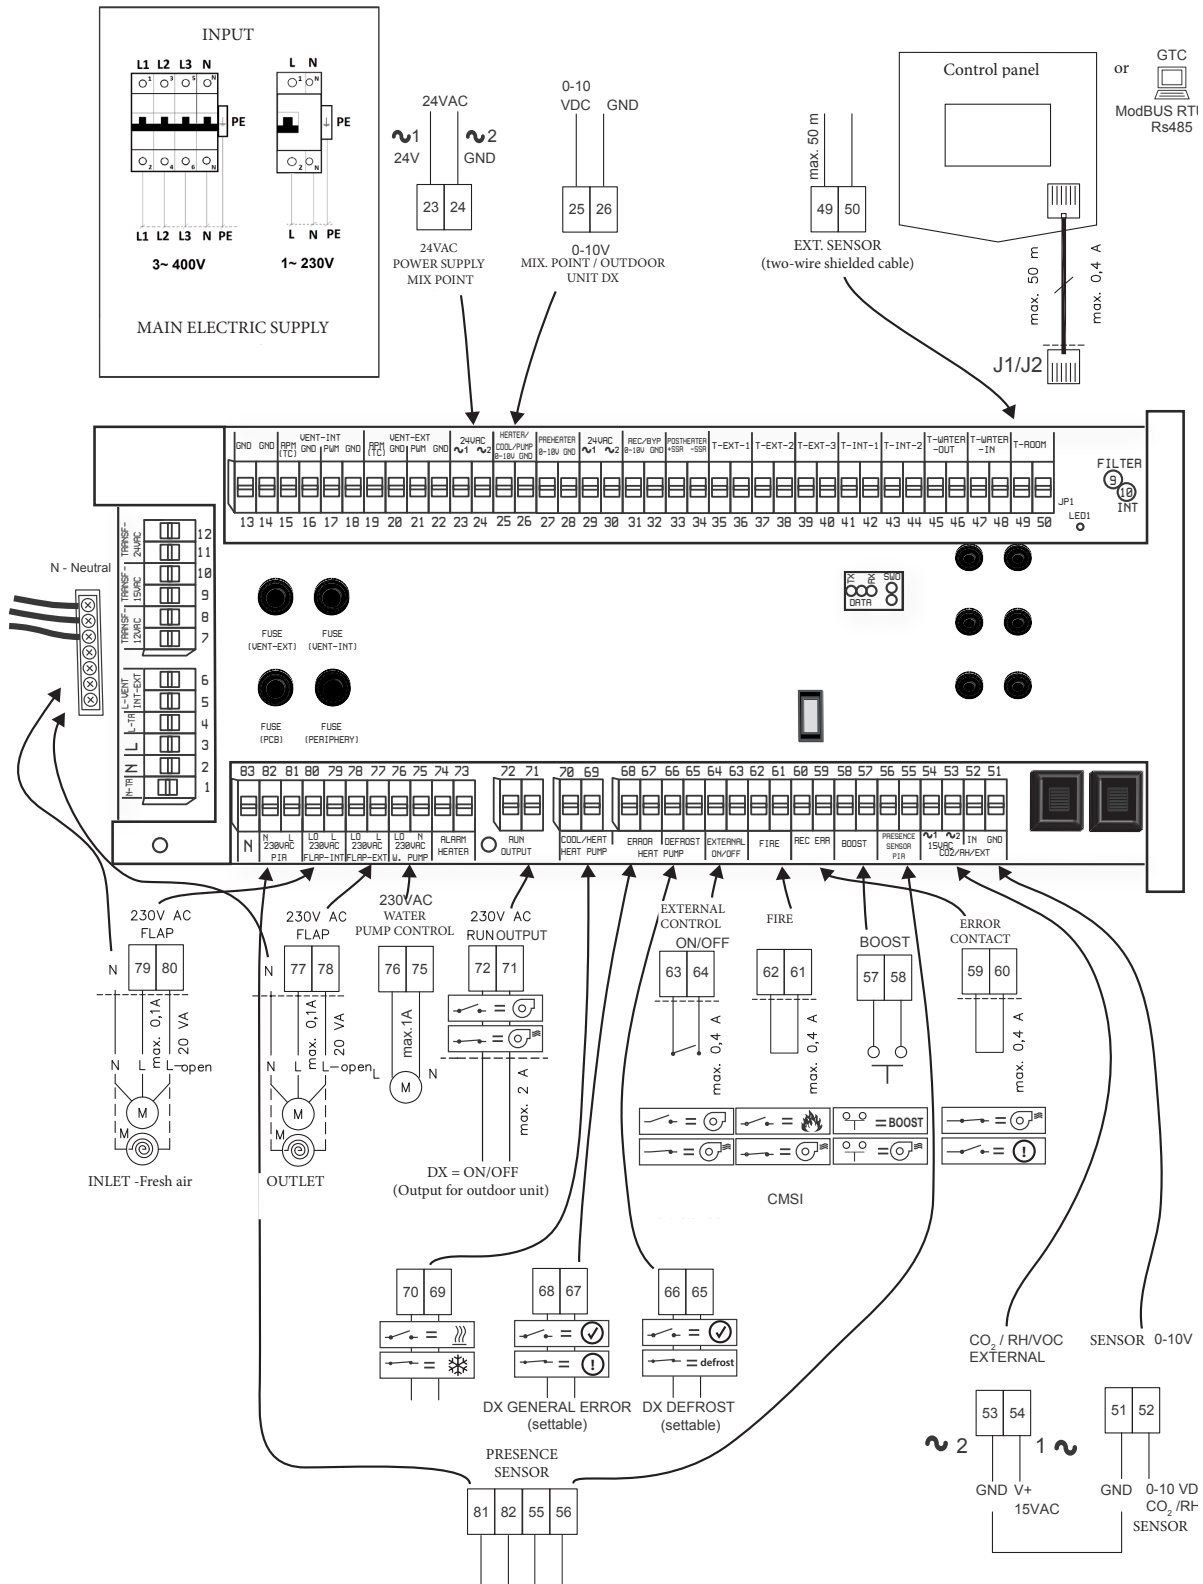 INPUT
L1 L2 L3 N
L N
PE
PE
L1 L2 L3 N PE
L N PE
3~ 400V
1~ 230V
MAIN ELECTRIC SUPPLY
24VAC
~1
~2
24V
GND
23 24
24VAC
POWER SUPPLY
MIX POINT
0-10
VDC
GND
25 26
0-10V
MIX. POINT / OUTDOOR
UNIT DX
max. 50 m
49 50
EXT. SENSOR
(two-wire shielded cable)
Control panel
or
GTC
ModBUS RTU
Rs485
max. 50 m
max. 0,4 A
J1/J2
GND GND
VENT-INT
RPM (TC) GND PWM GND
VENT-EXT
RPM (TC) GND PWM GND
24VAC
~1 ~2
HEATER/
COOL/PUMP
0-10V GND
PREHEATER
0-10V GND
24VAC
~1 ~2
REC/BYP
0-10V GND
POSTHEATER
+SSR -SSR
T-EXT-1
T-EXT-2
T-EXT-3
T-INT-1
T-INT-2
T-WATER
-OUT
T-WATER
-IN
T-ROOM
13 14 15 16 17 18 19 20 21 22 23 24 25 26 27 28 29 30 31 32 33 34 35 36 37 38 39 40 41 42 43 44 45 46 47 48 49 50
JP1
LED1
FILTER
9
10
INT
N - Neutral
TRANSF-
24VAC
12
11
TRANSF-
15VAC
10
9
TRANSF-
12VAC
8
7
L-VENT
INT-EXT
6
5
L-TR
4
L
3
N
2
N-TR
1
FUSE
(VENT-EXT)
FUSE
(VENT-INT)
FUSE
(PCB)
FUSE
(PERIPHERY)
TX RX
DATA
SWD
83 82 81 80 79 78 77 76 75 74 73 72 71 70 69 68 67 66 65 64 63 62 61 60 59 58 57 56 55 54 53 52 51
N
N L
230VAC
PIR
LO L
230VAC
FLAP-INT
LO L
230VAC
FLAP-EXT
LO N
230VAC
W. PUMP
ALARM
HEATER
RUN
OUTPUT
COOL/HEAT
HEAT PUMP
ERROR
DEFROST
HEAT PUMP
EXTERNAL
ON/OFF
FIRE
REC ERR
BOOST
PRESENCE
SENSOR
PIR
~1 ~2
15VAC
IN GND
CO2/RH/EXT
230V AC
FLAP
N
79 80
max. 0,1A
20 VA
N L L-open
M
M
INLET -Fresh air
230V AC
FLAP
N
77 78
max. 0,1A
20 VA
N L L-open
M
M
OUTLET
230VAC
WATER
PUMP CONTROL
76 75
max.1A
L N
M
230V AC
RUN OUTPUT
72 71
=
=
max. 2 A
DX = ON/OFF
(Output for outdoor unit)
EXTERNAL
CONTROL
ON/OFF
63 64
max. 0,4 A
=
=
FIRE
62 61
max. 0,4 A
=
=
BOOST
57 58
= BOOST
=
ERROR
CONTACT
59 60
max. 0,4 A
=
= !
CMSI
70 69
=
=
68 67
=
= !
DX GENERAL ERROR
(settable)
66 65
=
= defrost
DX DEFROST
(settable)
PRESENCE
SENSOR
81 82 55 56
CO2 / RH/VOC
EXTERNAL
53 54
~ 2
1 ~
GND V+
15VAC
SENSOR 0-10V
51 52
GND
0-10 VD
CO2 /RH
SENSOR